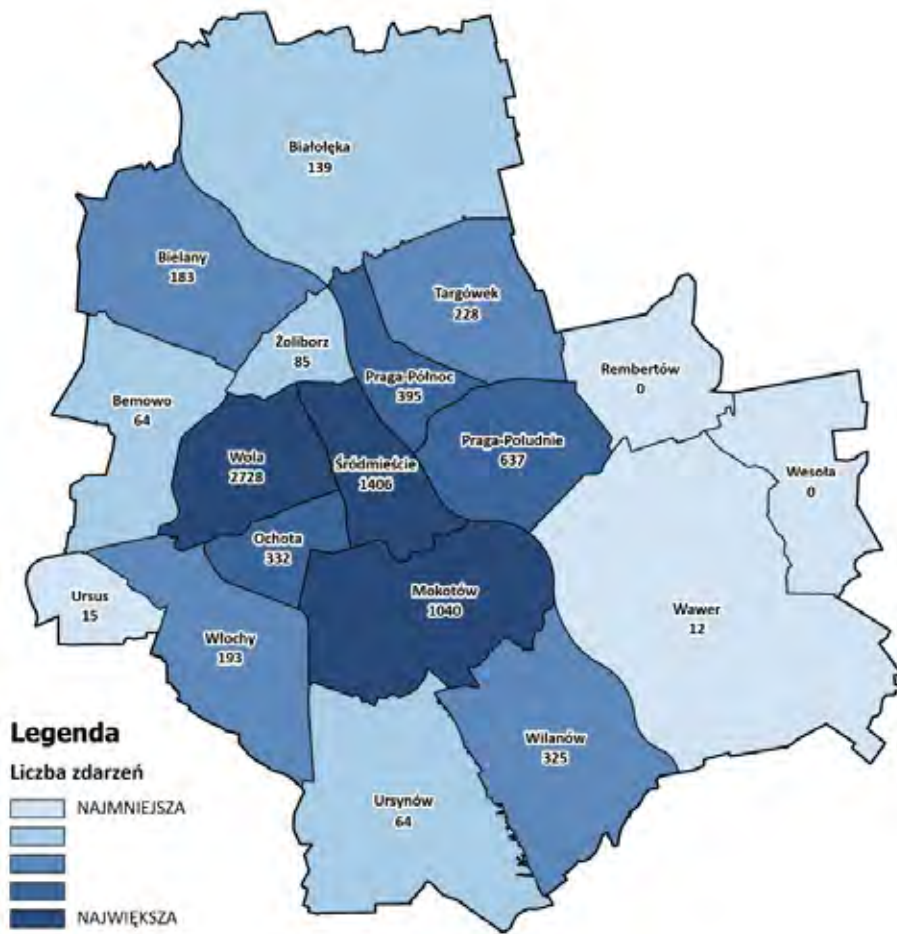 Białołęka
139
Bielany
183
Targówek
228
Żoliborz
85
Rembertów
0
Praga-Północ
395
Bemowo
64
Praga-Południe
637
Wola
2728
Śródmieście
1406
Wesoła
0
Ochota
332
Ursus
15
Mokotów
1040
Wawer
12
Włochy
193
Wilanów
325
Ursynów
64
Legenda
Liczba zdarzeń
NAJMNIEJSZA
NAJWIĘKSZA